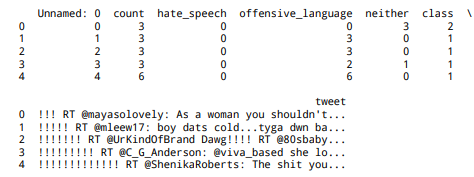 Unnamed: 0 count hate_speech offensive_language neither class \
0 0 3 0 0 3 2
1 1 3 0 3 0 1
2 2 3 0 3 0 1
3 3 3 0 2 1 1
4 4 6 0 6 0 1
tweet
0 !!! RT @mayasolovely: As a woman you shouldn't...
1 !!!!! RT @mleew17: boy dats cold...tyga dwn ba...
2 !!!!!!! RT @UrKindOfBrand Dawg!!!! RT @80sbaby...
3 !!!!!!!!! RT @C_G_Anderson: @viva_based she lo...
4 !!!!!!!!!!!!! RT @ShenikaRoberts: The shit you...